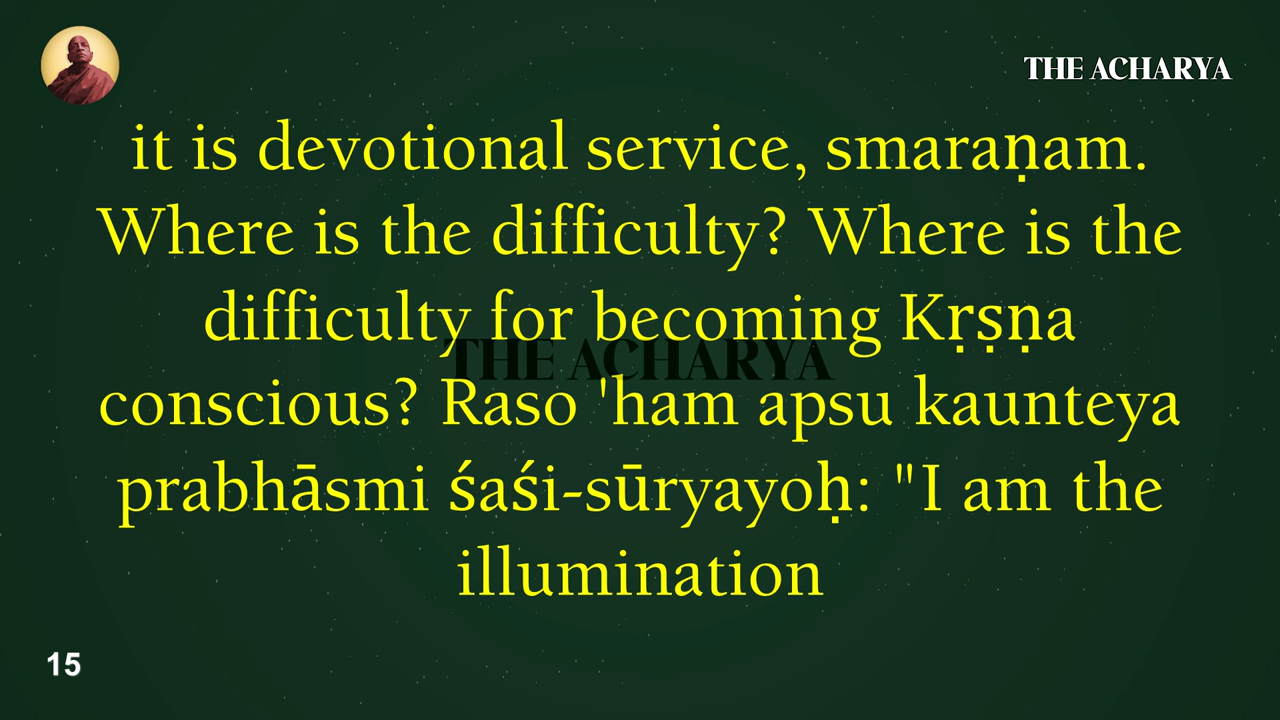 THE ACHARYA
it is devotional service, smaraṇam.
Where is the difficulty? Where is the
difficulty for becoming Kṛṣṇa
THE ACHARYA
conscious? Raso 'ham apsu kaunteya
prabhāsmi śaśi-sūryayoḥ: "I am the
illumination
15